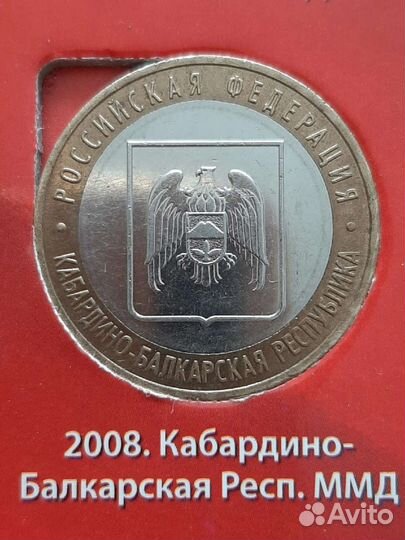 • РОССИЙСКАЯ ФЕДЕРАЦИЯ •
КАБАРДИНО-БАЛКАРСКАЯ РЕСПУБЛИКА
2008. Кабардино-
Балкарская Респ. ММД
Avito